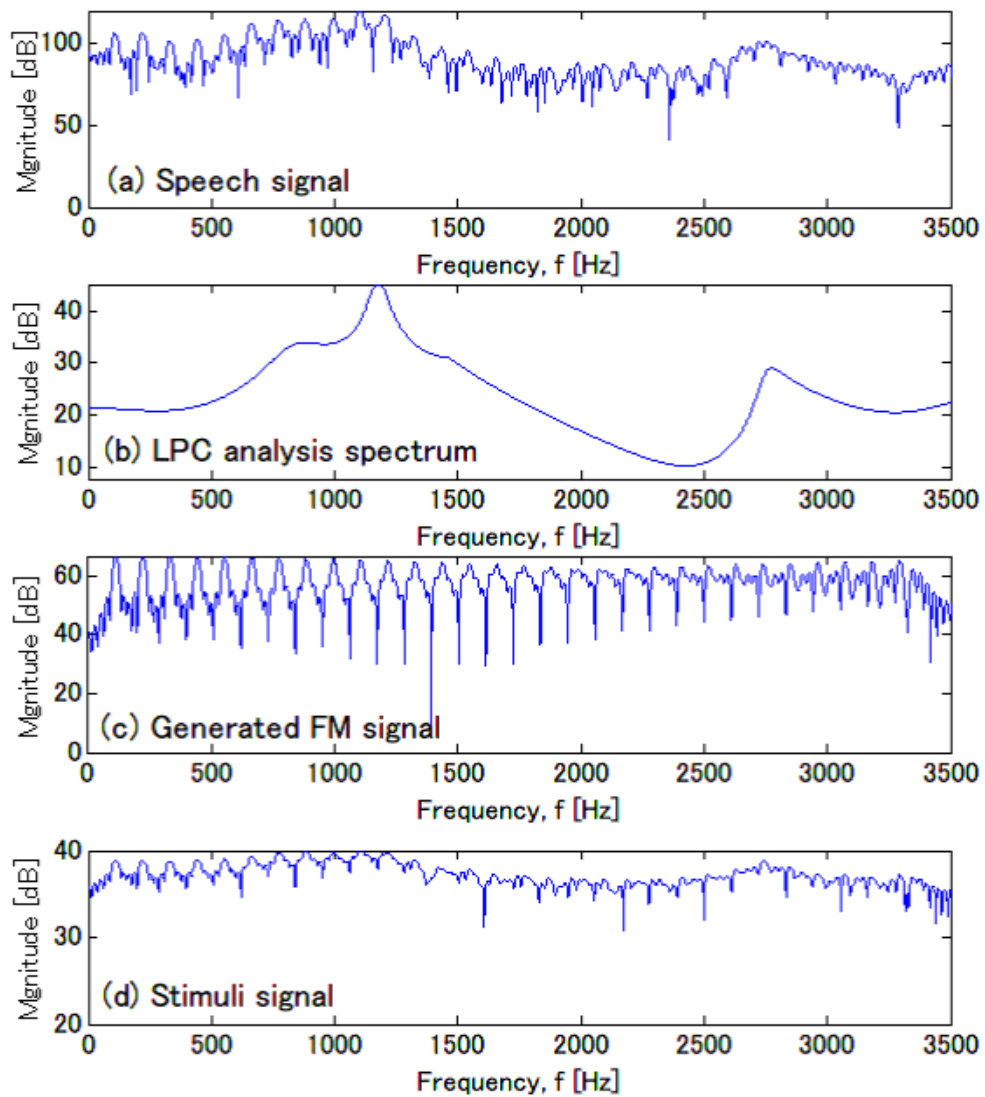 100
50
0
Mgnitude [dB]
(a) Speech signal
0 500 1000 1500 2000 2500 3000 3500
Frequency, f [Hz]
40
30
20
10
Mgnitude [dB]
(b) LPC analysis spectrum
0 500 1000 1500 2000 2500 3000 3500
Frequency, f [Hz]
60
40
20
0
Mgnitude [dB]
(c) Generated FM signal
0 500 1000 1500 2000 2500 3000 3500
Frequency, f [Hz]
40
30
20
Mgnitude [dB]
(d) Stimuli signal
0 500 1000 1500 2000 2500 3000 3500
Frequency, f [Hz]